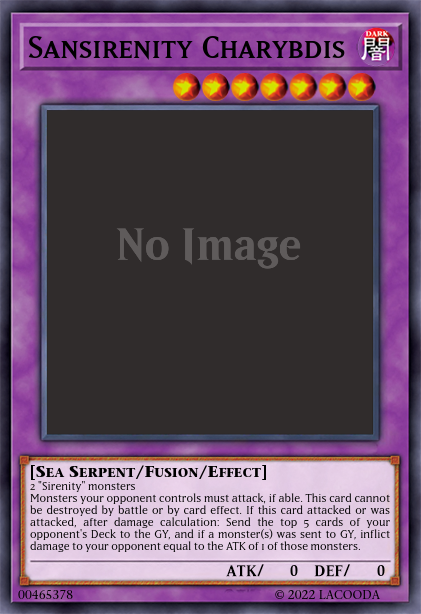 Sansirenity Charybdis
DARK
闇
No Image
[Sea Serpent/Fusion/Effect]
2 "Sirenity" monsters
Monsters your opponent controls must attack, if able. This card cannot
be destroyed by battle or by card effect. If this card attacked or was
attacked, after damage calculation: Send the top 5 cards of your
opponent's Deck to the GY, and if a monster(s) was sent to GY, inflict
damage to your opponent equal to the ATK of 1 of those monsters.
ATK/ 0 DEF/ 0
00465378 © 2022 LACOODA